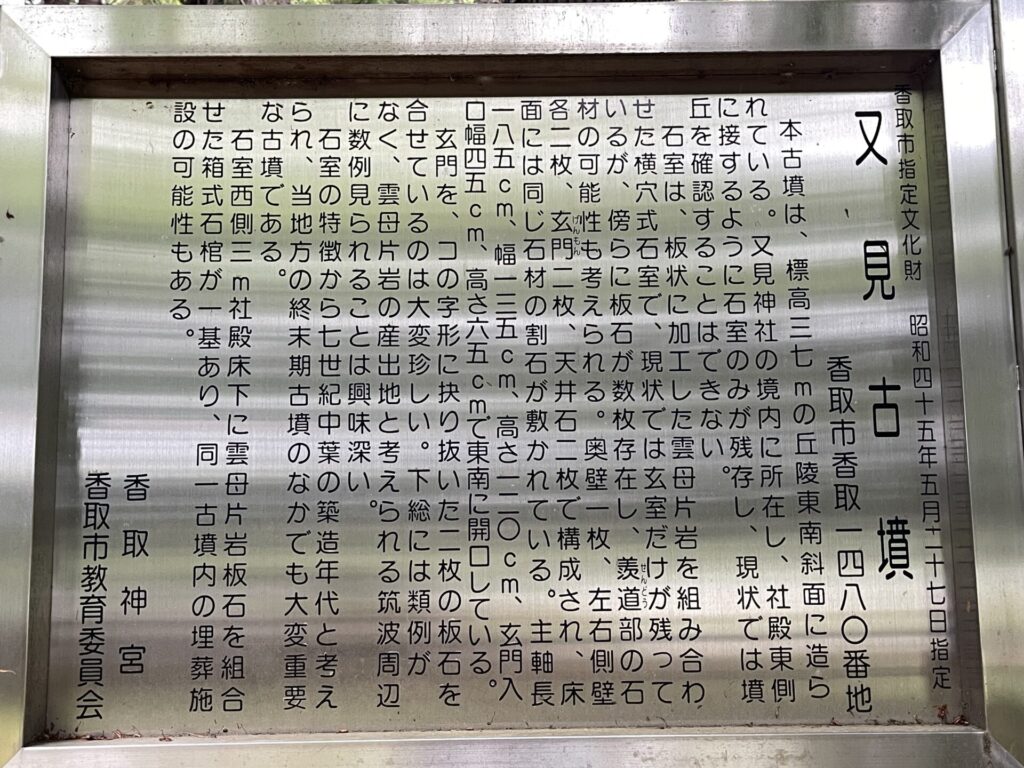 香取市指定文化財　昭和四十五年五月二十七日指定
又見古墳
香取市香取一四八〇番地
本古墳は、標高三七mの丘陵東南斜面に造ら
れている。又見神社の境内に所在し、社殿東側
に接するように石室のみが残存し、現状では墳
丘を確認することはできない。
石室は、板状に加工した雲母片岩を組み合わ
せた横穴式石室で、現状では玄室だけが残って
いるが、傍らに板石が数枚存在し、羨道部の石
せんどう
材の可能性も考えられる。奥壁一枚、左右側壁
各二枚、玄門二枚、天井石二枚で構成され、床
げんもん
面には同じ石材の割石が敷かれている。主軸長
一八五cm、幅一三五cm、高さ一二〇cm、玄門入
口幅四五cm、高さ六五cmで東南に開口している。
玄門を、コの字形に抉り抜いた二枚の板石を
合せているのは大変珍しい。下総には類例が
なく、雲母片岩の産出地と考えられる筑波周辺
に数例見られることは興味深い。
石室の特徴から七世紀中葉の築造年代と考え
られ、当地方の終末期古墳のなかでも大変重要
な古墳である。
石室西側三m社殿床下に雲母片岩板石を組合
せた箱式石棺が一基あり、同一古墳内の埋葬施
設の可能性もある。
香取神宮
香取市教育委員会